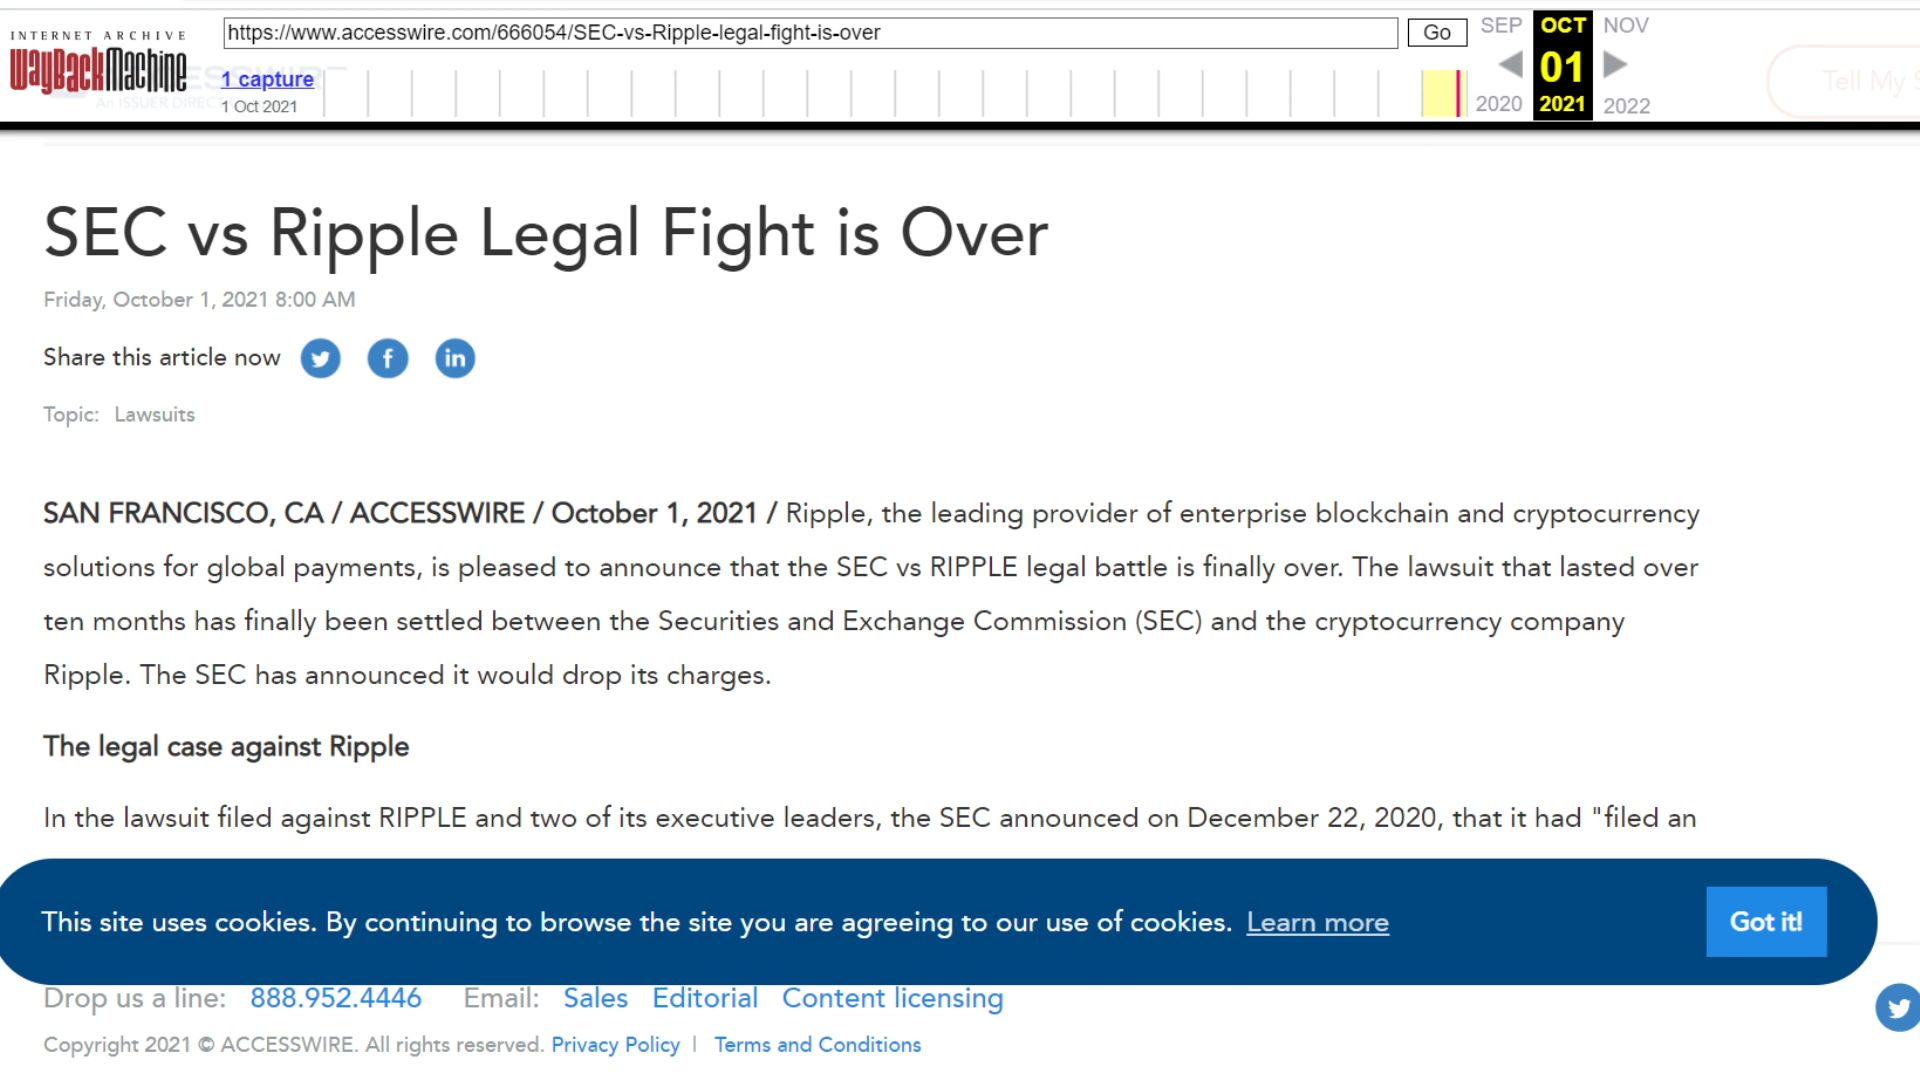 INTERNET ARCHIVE
WayBackMachine
https://www.accesswire.com/666054/SEC-vs-Ripple-legal-fight-is-over
Go
SEP OCT NOV
01
2020 2021 2022
1 capture
1 Oct 2021
An ISSUER DIREC
Tell My S
SEC vs Ripple Legal Fight is Over
Friday, October 1, 2021 8:00 AM
Share this article now
Topic: Lawsuits
SAN FRANCISCO, CA / ACCESSWIRE / October 1, 2021 / Ripple, the leading provider of enterprise blockchain and cryptocurrency
solutions for global payments, is pleased to announce that the SEC vs RIPPLE legal battle is finally over. The lawsuit that lasted over
ten months has finally been settled between the Securities and Exchange Commission (SEC) and the cryptocurrency company
Ripple. The SEC has announced it would drop its charges.
The legal case against Ripple
In the lawsuit filed against RIPPLE and two of its executive leaders, the SEC announced on December 22, 2020, that it had "filed an
This site uses cookies. By continuing to browse the site you are agreeing to our use of cookies. Learn more
Got it!
Drop us a line: 888.952.4446 Email: Sales Editorial Content licensing
Copyright 2021 © ACCESSWIRE. All rights reserved. Privacy Policy | Terms and Conditions